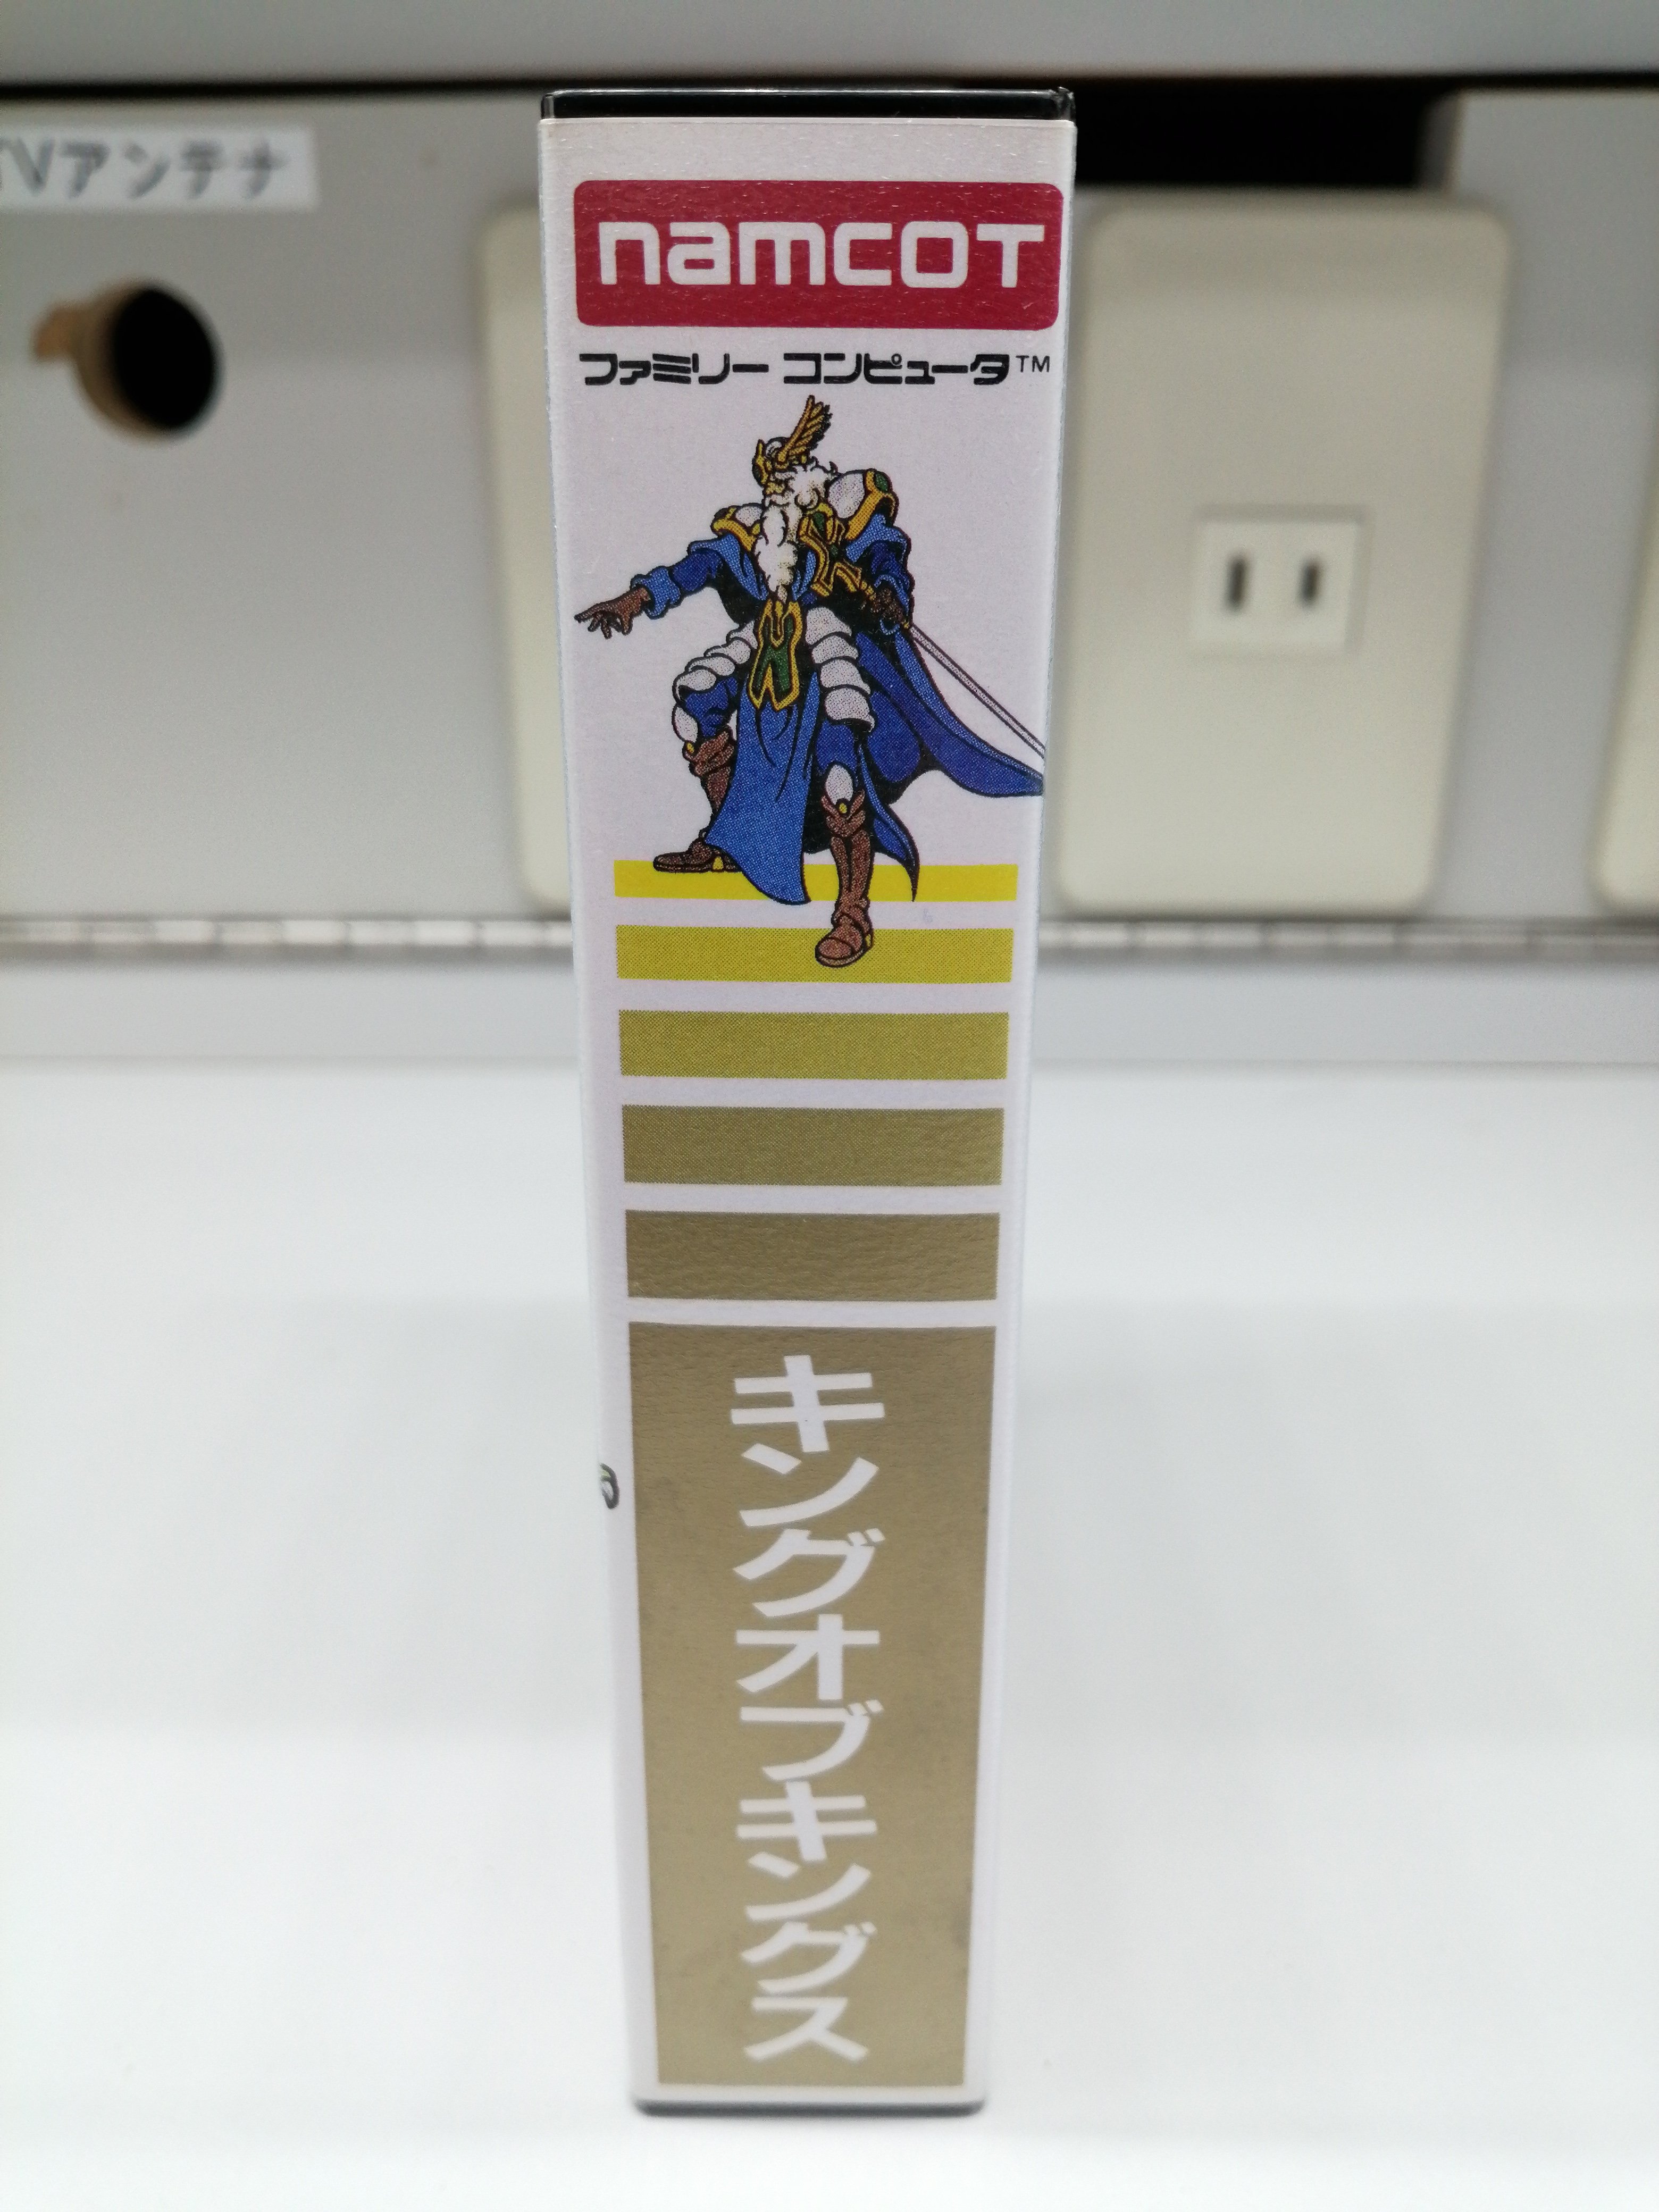 TVアンテナ
namcoT
ファミリー コンピュータ™
キングオブキングス